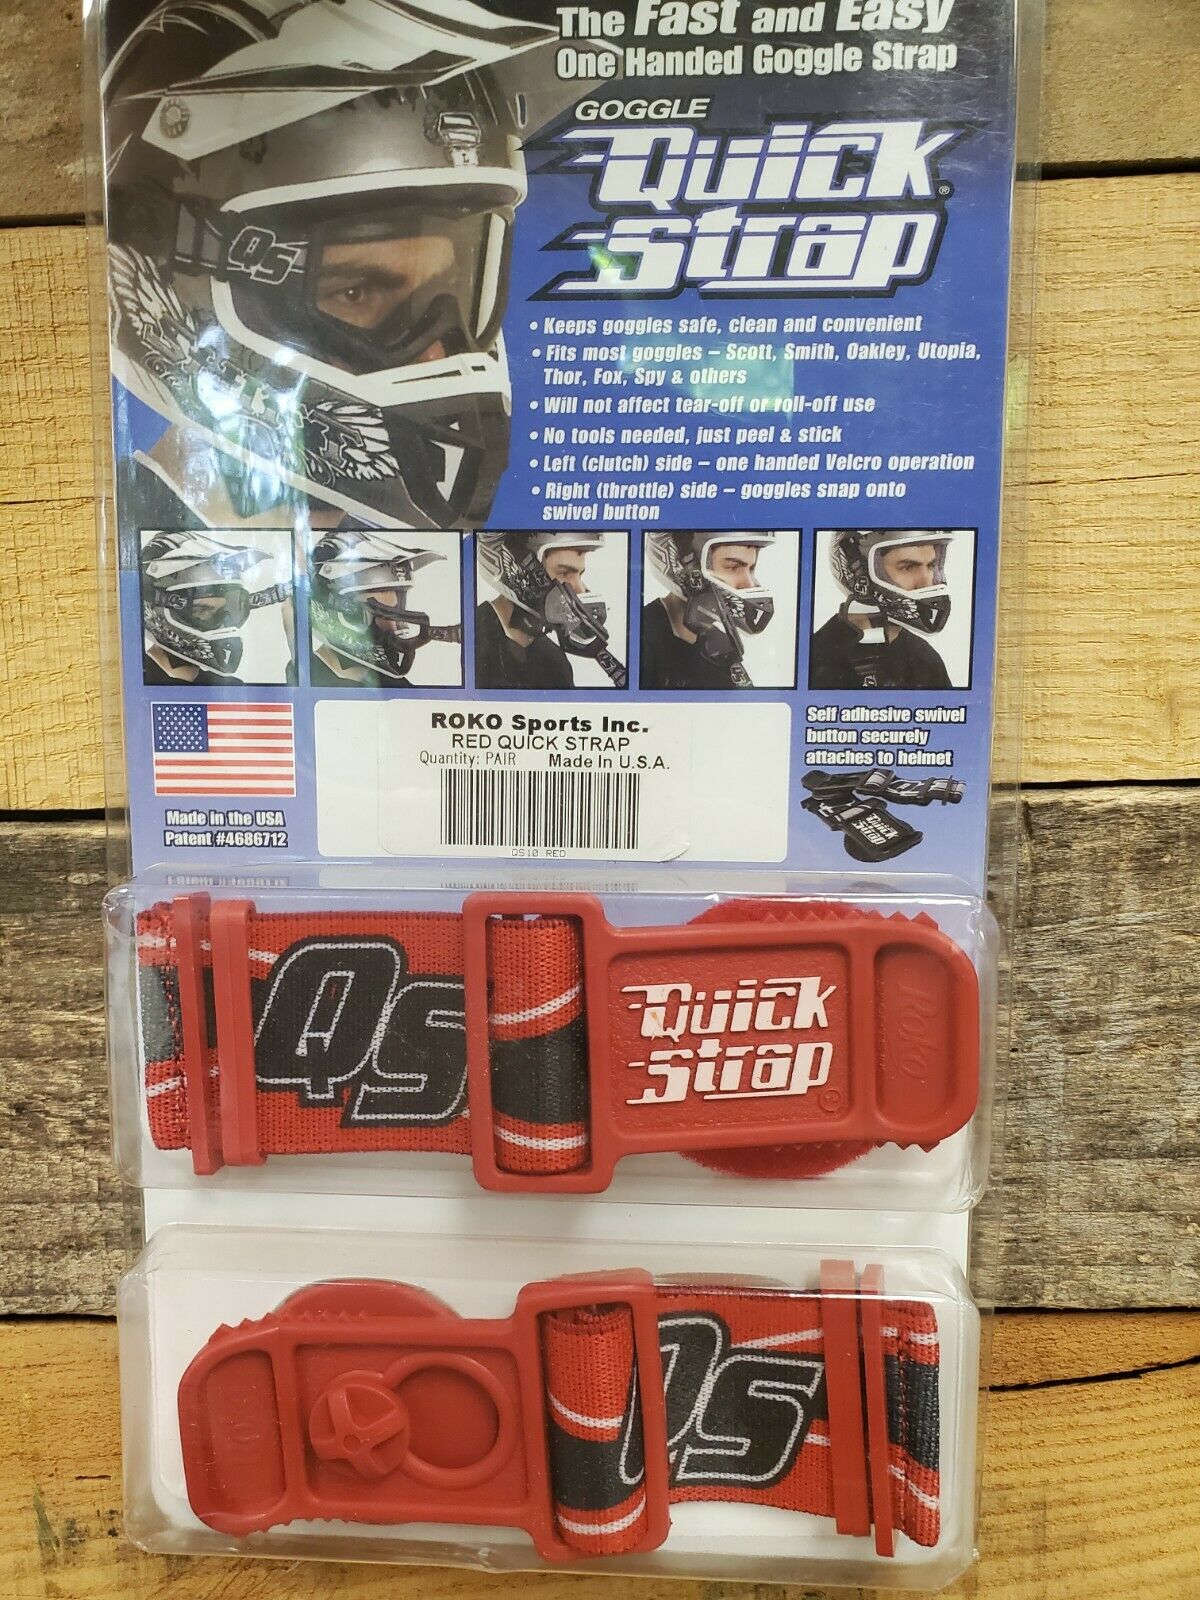 The Fast and Easy
One Handed Goggle Strap
GOGGLE
Quick
Strap®
• Keeps goggles safe, clean and convenient
• Fits most goggles – Scott, Smith, Oakley, Utopia,
Thor, Fox, Spy & others
• Will not affect tear-off or roll-off use
• No tools needed, just peel & stick
• Left (clutch) side – one handed Velcro operation
• Right (throttle) side – goggles snap onto
swivel button
QS
Made in the USA
Patent #4686712
ROKO Sports Inc.
RED QUICK STRAP
Quantity: PAIR Made In U.S.A.
QS10 RED
Self adhesive swivel
button securely
attaches to helmet
Quick
Strap
QS
Quick
Strap®
Roko
QS